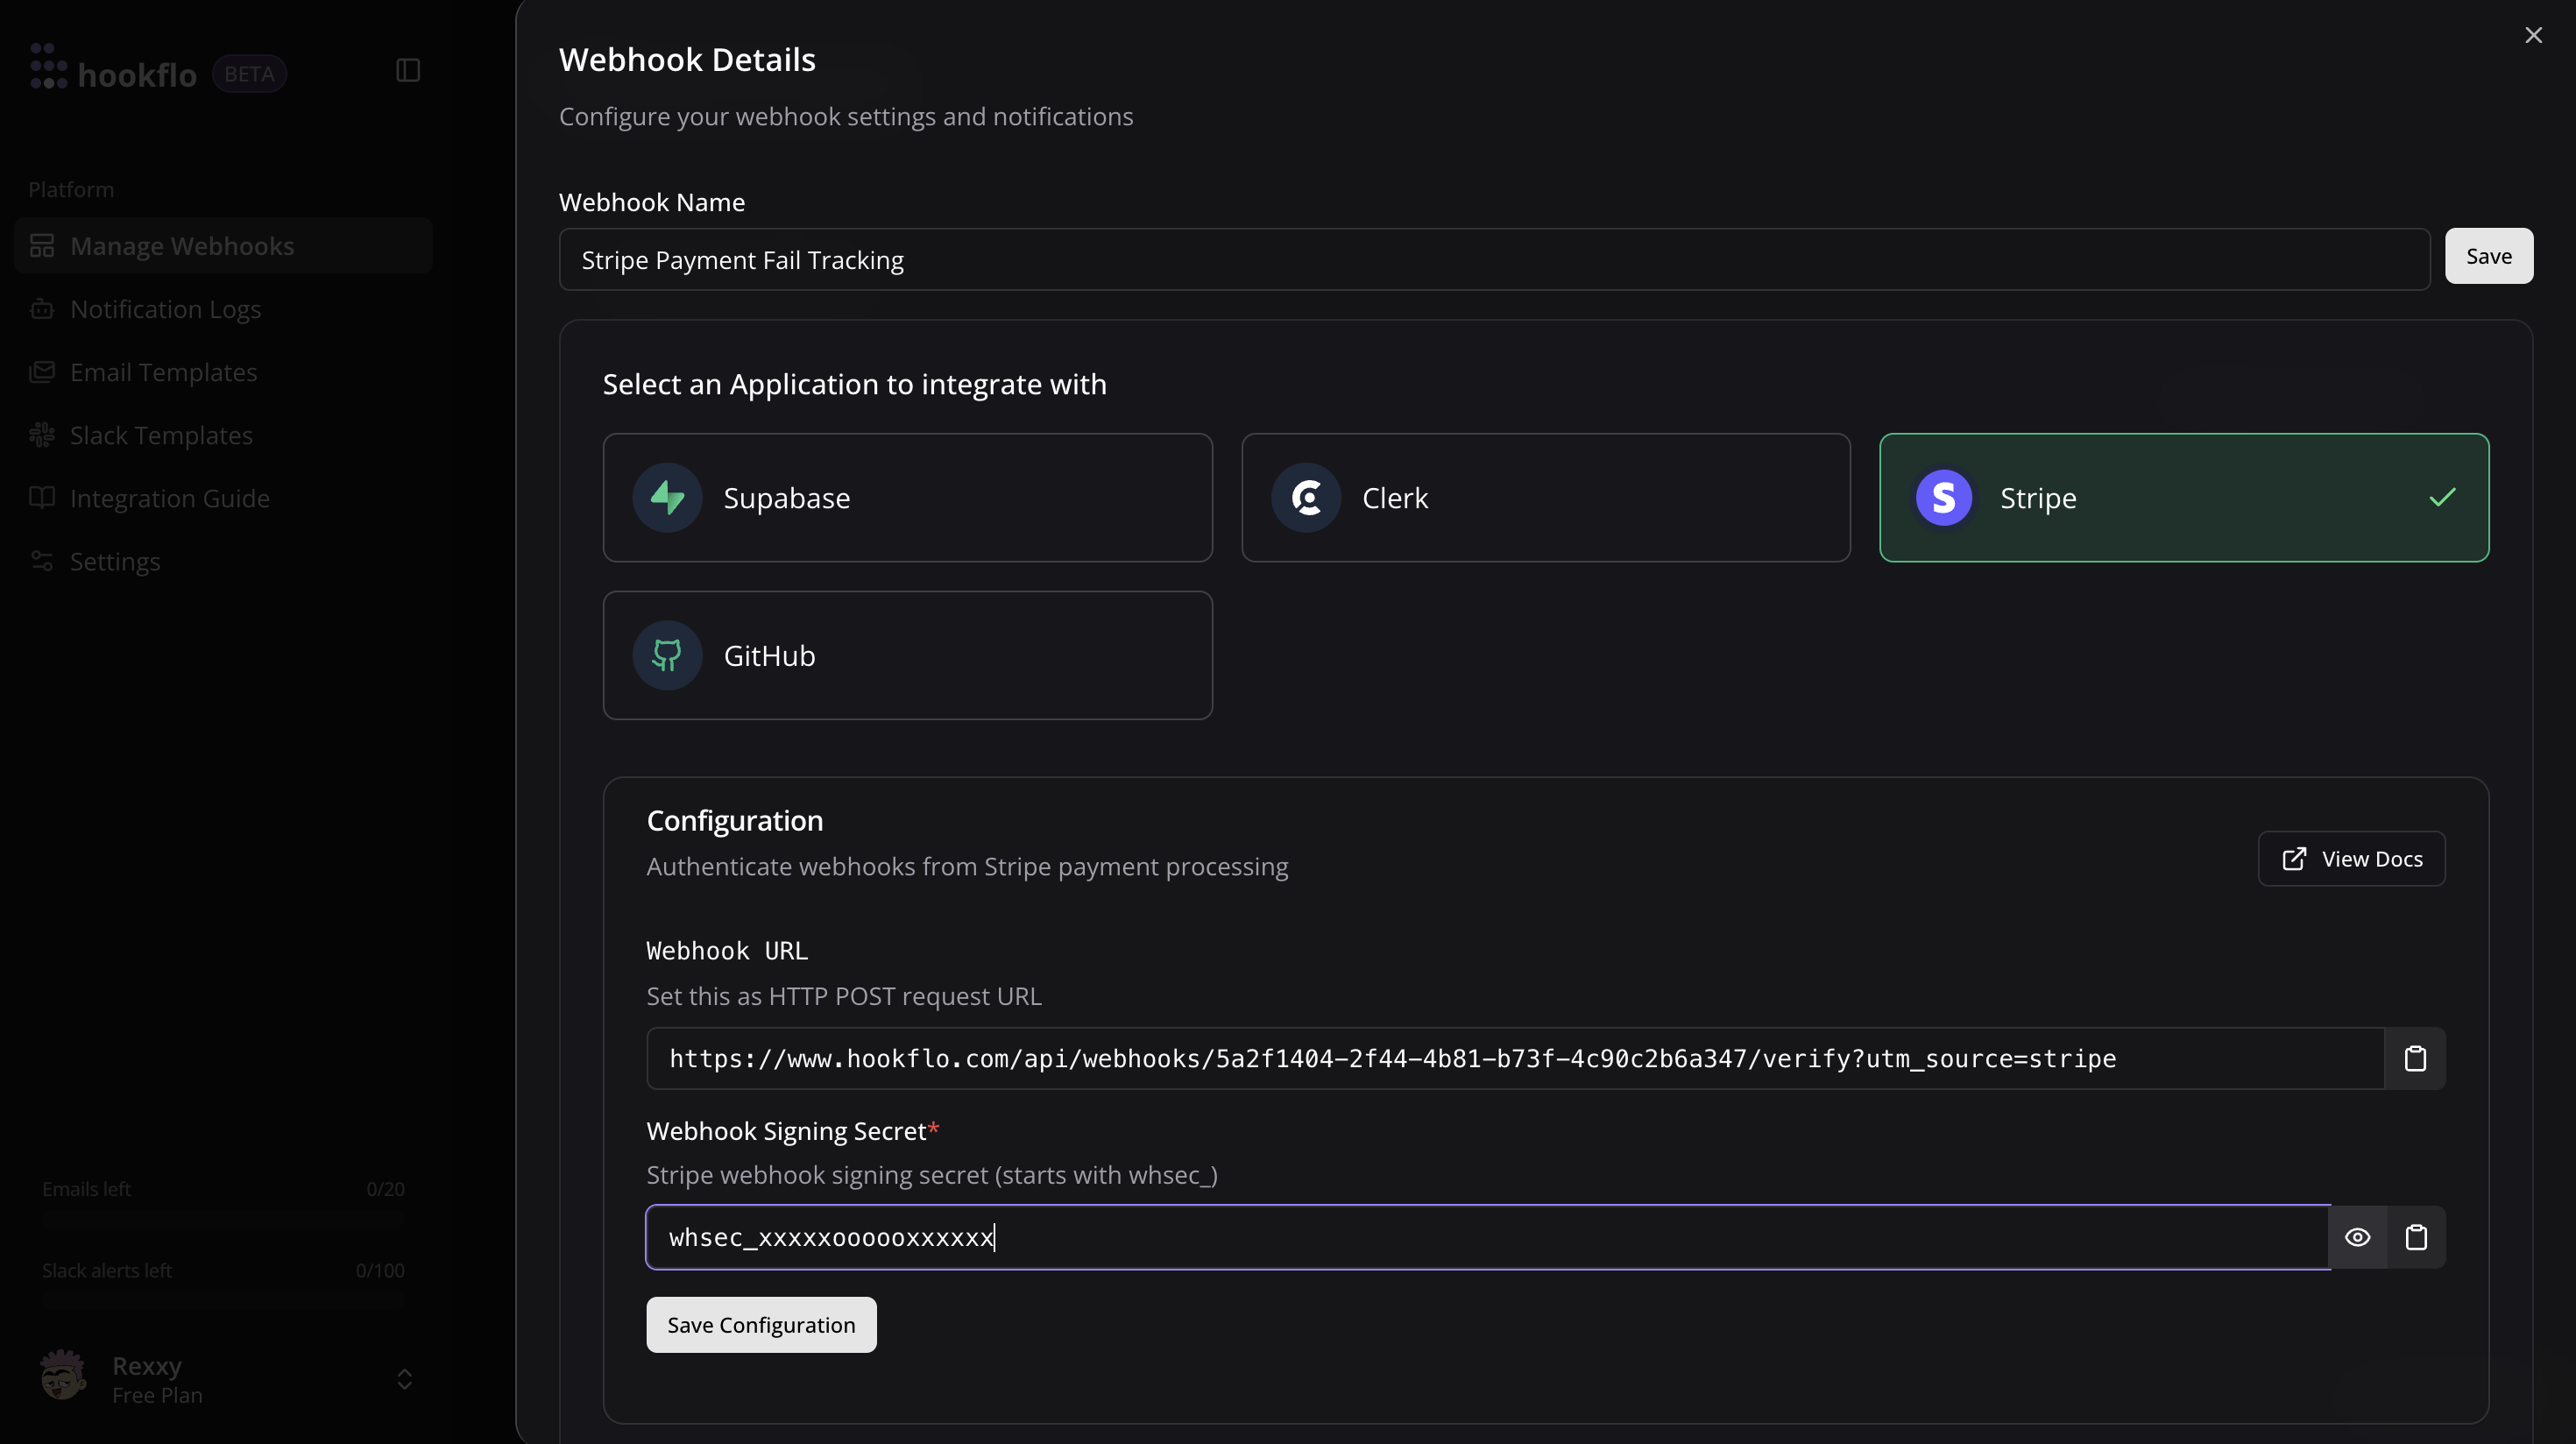 hookflo BETA
Platform
Manage Webhooks
Notification Logs
Email Templates
Slack Templates
Integration Guide
Settings
Emails left 0/20
Slack alerts left 0/100
Rexxy
Free Plan
Webhook Details
Configure your webhook settings and notifications
Webhook Name
Stripe Payment Fail Tracking
Save
Select an Application to integrate with
Supabase
Clerk
Stripe
GitHub
Configuration
Authenticate webhooks from Stripe payment processing
View Docs
Webhook URL
Set this as HTTP POST request URL
https://www.hookflo.com/api/webhooks/5a2f1404-2f44-4b81-b73f-4c90c2b6a347/verify?utm_source=stripe
Webhook Signing Secret*
Stripe webhook signing secret (starts with whsec_)
whsec_xxxxxoooooxxxxxx
Save Configuration